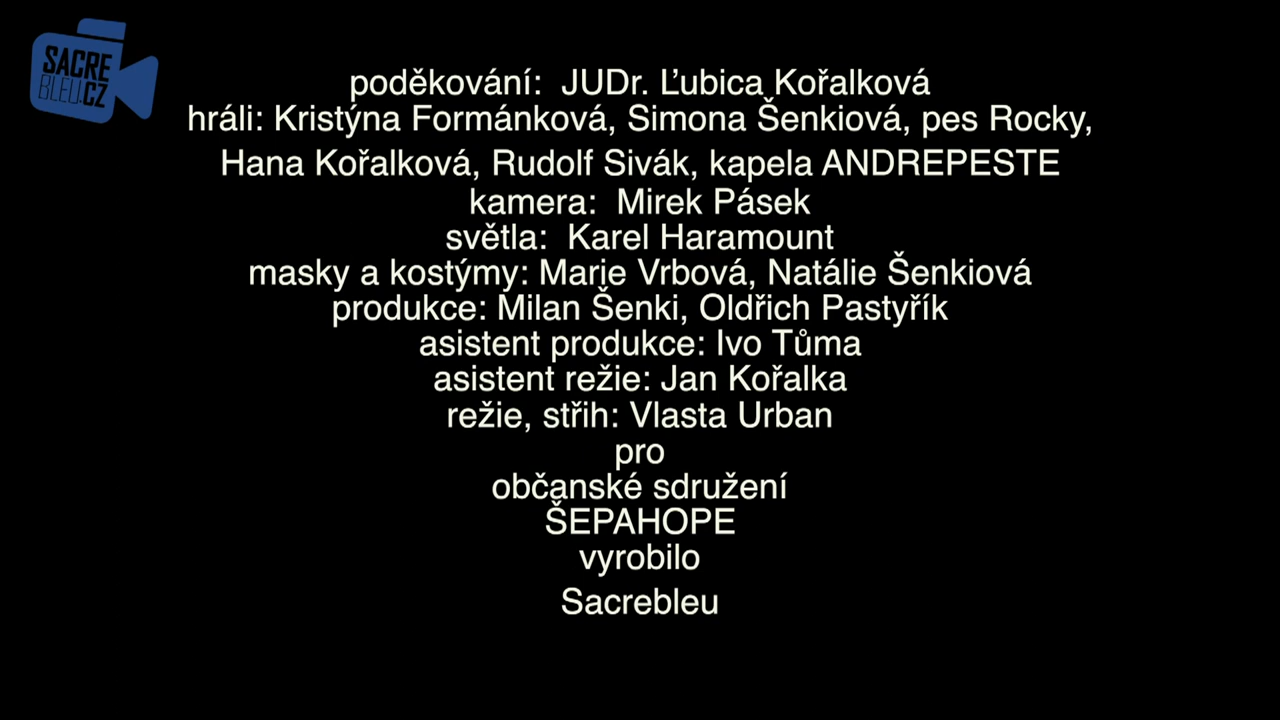 SACRE
BLEU.CZ
poděkování: JUDr. Ľubica Kořalková
hráli: Kristýna Formánková, Simona Šenkiová, pes Rocky,
Hana Kořalková, Rudolf Sivák, kapela ANDREPESTE
kamera: Mirek Pásek
světla: Karel Haramount
masky a kostýmy: Marie Vrbová, Natálie Šenkiová
produkce: Milan Šenki, Oldřich Pastyřík
asistent produkce: Ivo Tůma
asistent režie: Jan Kořalka
režie, střih: Vlasta Urban
pro
občanské sdružení
ŠEPAHOPE
vyrobilo
Sacrebleu